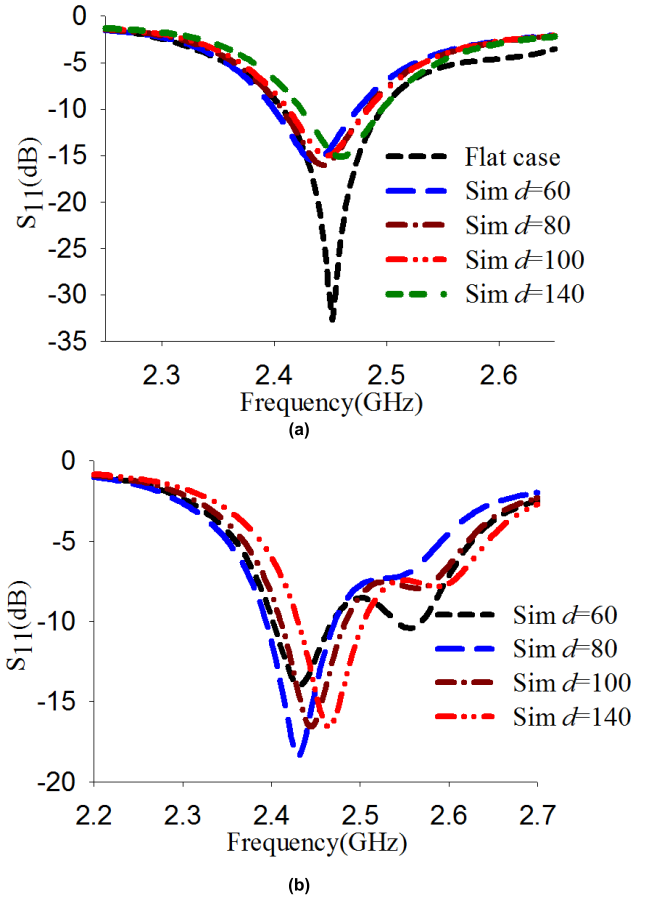 0
-5
-10
-15
-20
-25
-30
-35
S11(dB)
Flat case
Sim d=60
Sim d=80
Sim d=100
Sim d=140
2.3 2.4 2.5 2.6
Frequency(GHz)
(a)
0
-5
-10
-15
-20
S11(dB)
Sim d=60
Sim d=80
Sim d=100
Sim d=140
2.2 2.3 2.4 2.5 2.6 2.7
Frequency(GHz)
(b)